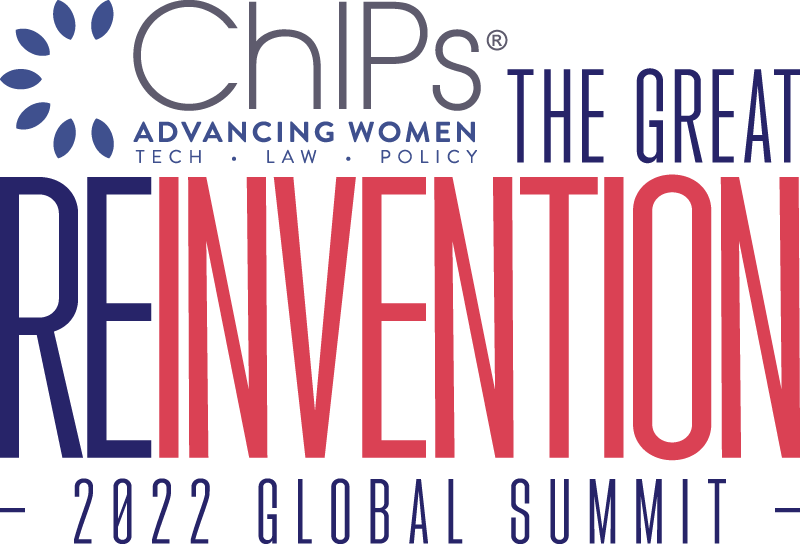 ChIPs®
ADVANCING WOMEN
TECH · LAW · POLICY
THE GREAT
REINVENTION
- 2022 GLOBAL SUMMIT -